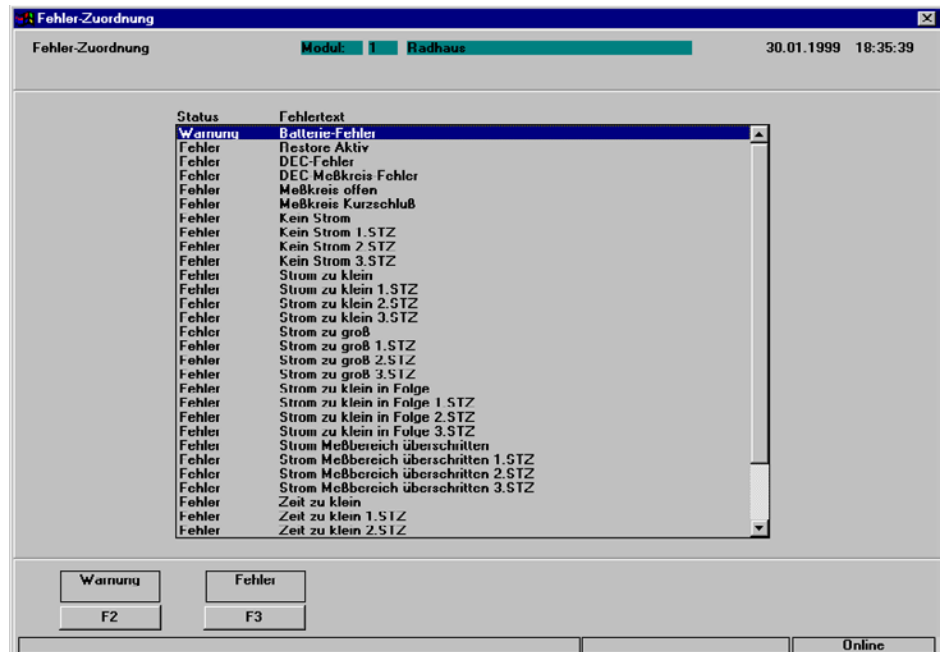 Fehler-Zuordnung
Fehler-Zuordnung Modul: 1 Radhaus 30.01.1999 18:35:39
Status Fehlertext
Warnung Batterie-Fehler
Fehler Restore Aktiv
Fehler DEC-Fehler
Fehler DEC-Meßkreis-Fehler
Fehler Meßkreis offen
Fehler Meßkreis Kurzschluß
Fehler Kein Strom
Fehler Kein Strom 1.STZ
Fehler Kein Strom 2.STZ
Fehler Kein Strom 3.STZ
Fehler Strom zu klein
Fehler Strom zu klein 1.STZ
Fehler Strom zu klein 2.STZ
Fehler Strom zu klein 3.STZ
Fehler Strom zu groß
Fehler Strom zu groß 1.STZ
Fehler Strom zu groß 2.STZ
Fehler Strom zu groß 3.STZ
Fehler Strom zu klein in Folge
Fehler Strom zu klein in Folge 1.STZ
Fehler Strom zu klein in Folge 2.STZ
Fehler Strom zu klein in Folge 3.STZ
Fehler Strom Meßbereich überschritten
Fehler Strom Meßbereich überschritten 1.STZ
Fehler Strom Meßbereich überschritten 2.STZ
Fehler Strom Meßbereich überschritten 3.STZ
Fehler Zeit zu klein
Fehler Zeit zu klein 1.STZ
Fehler Zeit zu klein 2.STZ
Warnung Fehler
F2 F3
Online